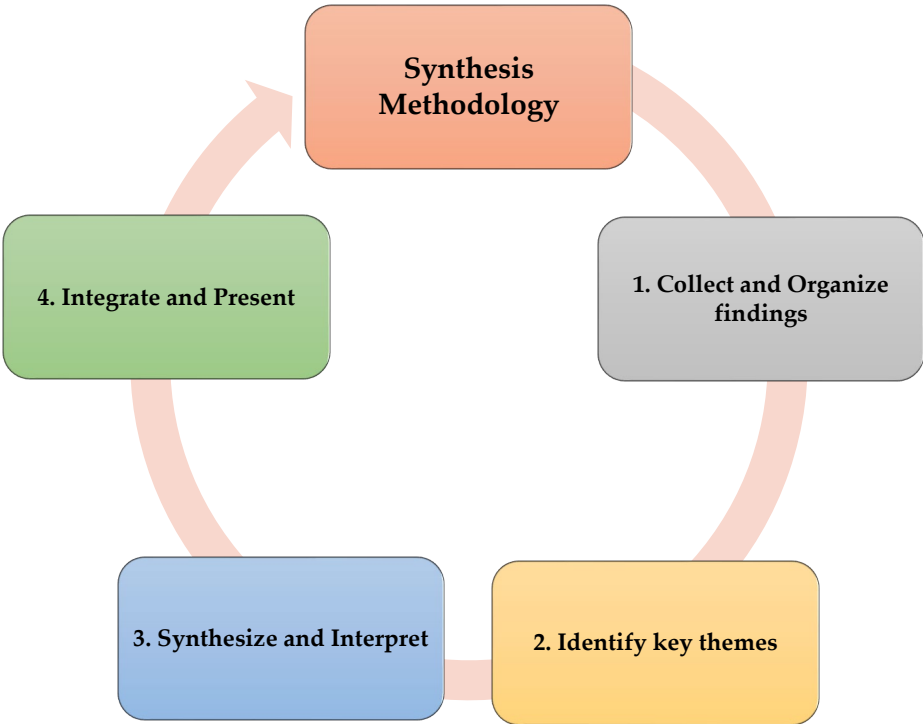 Synthesis
Methodology
1. Collect and Organize
findings
2. Identify key themes
3. Synthesize and Interpret
4. Integrate and Present